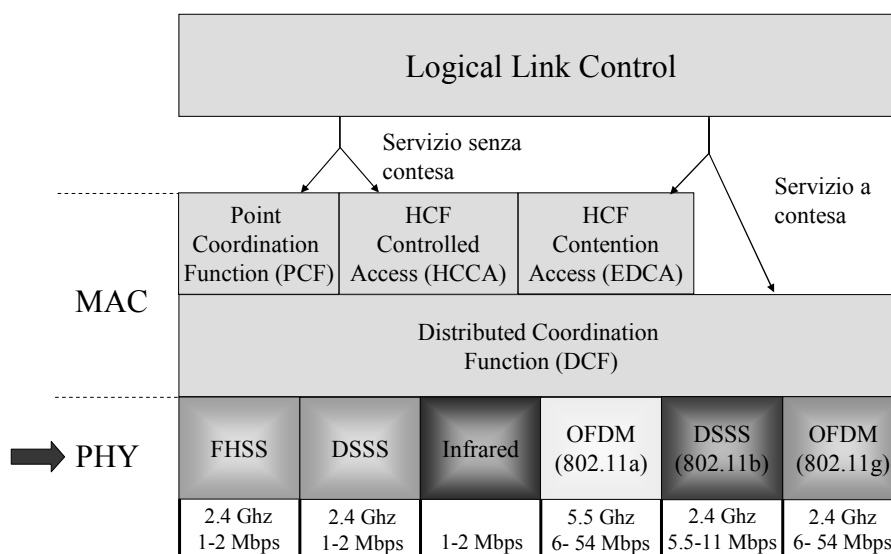 Logical Link Control
Servizio senza
contesa
Servizio a
contesa
Point
Coordination
Function (PCF)
HCF
Controlled
Access (HCCA)
HCF
Contention
Access (EDCA)
MAC
Distributed Coordination
Function (DCF)
PHY
FHSS
DSSS
Infrared
OFDM
(802.11a)
DSSS
(802.11b)
OFDM
(802.11g)
2.4 Ghz
1-2 Mbps
2.4 Ghz
1-2 Mbps
1-2 Mbps
5.5 Ghz
6- 54 Mbps
2.4 Ghz
5.5-11 Mbps
2.4 Ghz
6- 54 Mbps